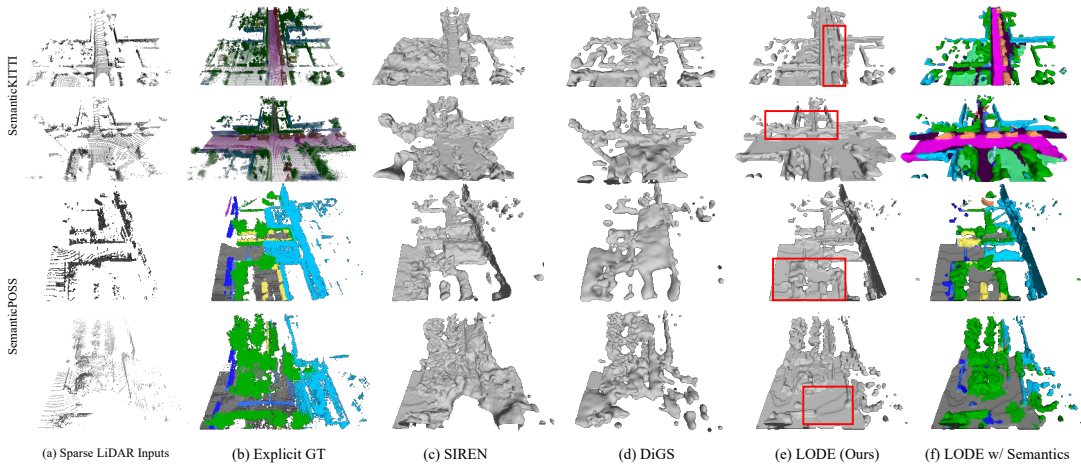 SemanticKITTI
SemanticPOSS
(a) Sparse LiDAR Inputs
(b) Explicit GT
(c) SIREN
(d) DiGS
(e) LODE (Ours)
(f) LODE w/ Semantics